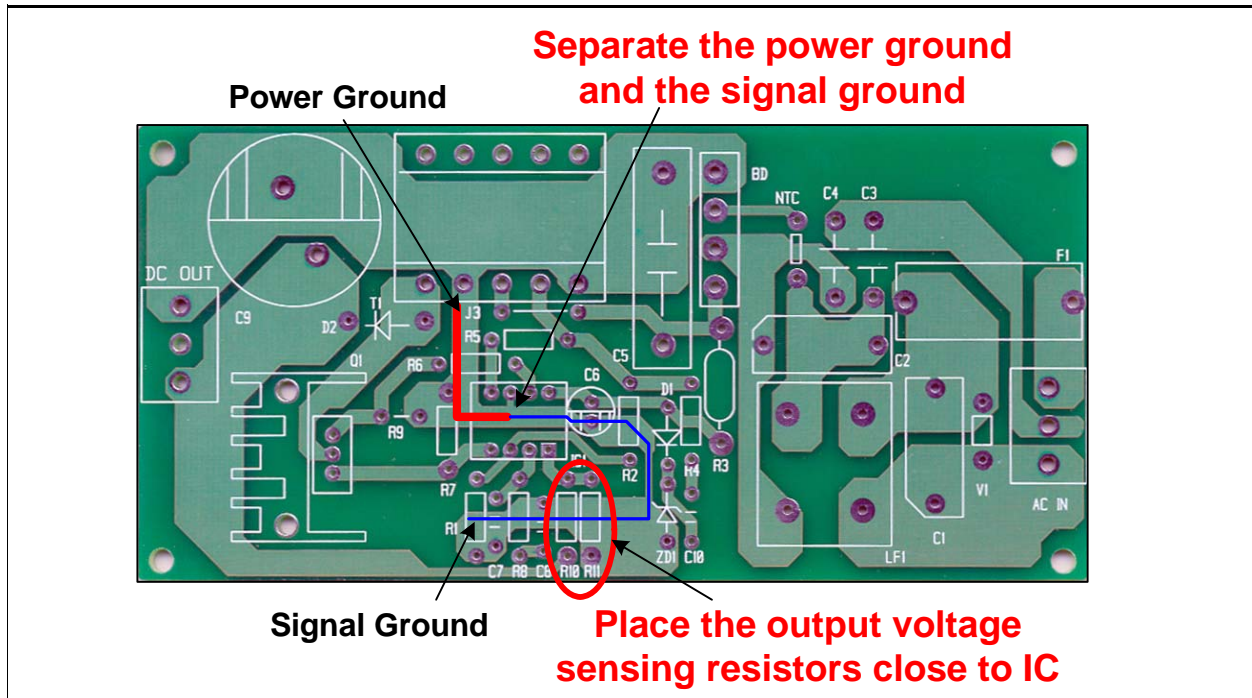 Separate the power ground
and the signal ground
Power Ground
BD
NTC
C4
C3
F1
DC OUT
C9
T1
D2
J3
R5
Q1
R6
C5
C2
C6
D1
R9
R7
R2
R4
R3
V1
AC IN
R1
C7
R8
R10
R11
ZD1
C10
LF1
C1
Signal Ground
Place the output voltage
sensing resistors close to IC